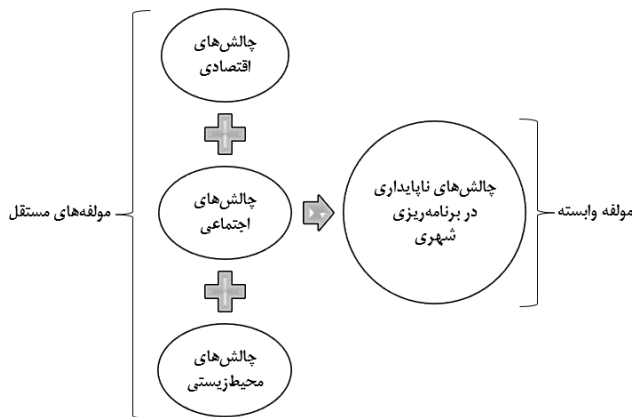 چالش‌های
اقتصادی
چالش‌های
اجتماعی
چالش‌های
محیط‌زیستی
مولفه‌های مستقل
چالش‌های ناپایداری
در برنامه‌ریزی
شهری
مولفه وابسته